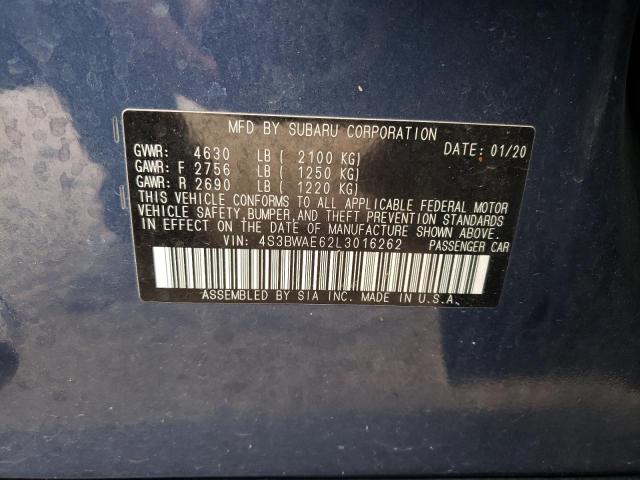 MFD BY SUBARU CORPORATION
GVWR: 4630 LB ( 2100 KG) DATE: 01/20
GAWR: F 2756 LB ( 1250 KG)
GAWR: R 2690 LB ( 1220 KG)
THIS VEHICLE CONFORMS TO ALL APPLICABLE FEDERAL MOTOR
VEHICLE SAFETY, BUMPER, AND THEFT PREVENTION STANDARDS
IN EFFECT ON THE DATE OF MANUFACTURE SHOWN ABOVE.
VIN: 4S3BWAE62L3016262 PASSENGER CAR
ASSEMBLED BY SIA INC. MADE IN U.S.A.